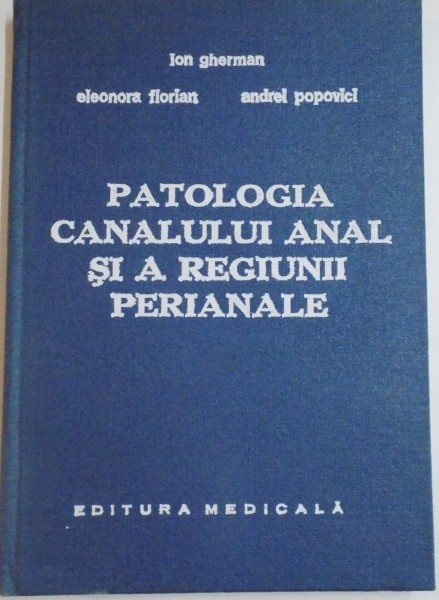 ion gherman
eleonora florian andrei popovici
PATOLOGIA
CANALULUI ANAL
ŞI A REGIUNII
PERIANALE
EDITURA MEDICALĂ